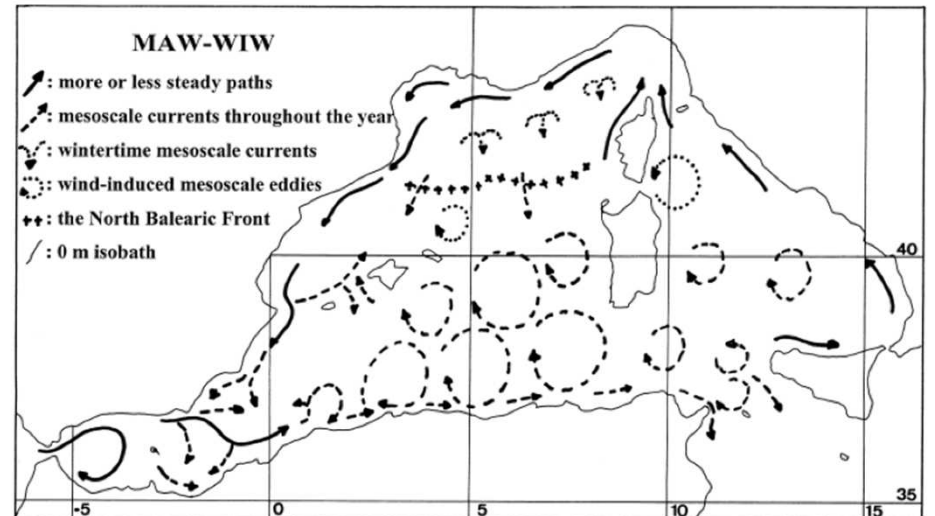 MAW-WIW
: more or less steady paths
: mesoscale currents throughout the year
: wintertime mesoscale currents
: wind-induced mesoscale eddies
: the North Balearic Front
: 0 m isobath
40
35
-5 0 5 10 15